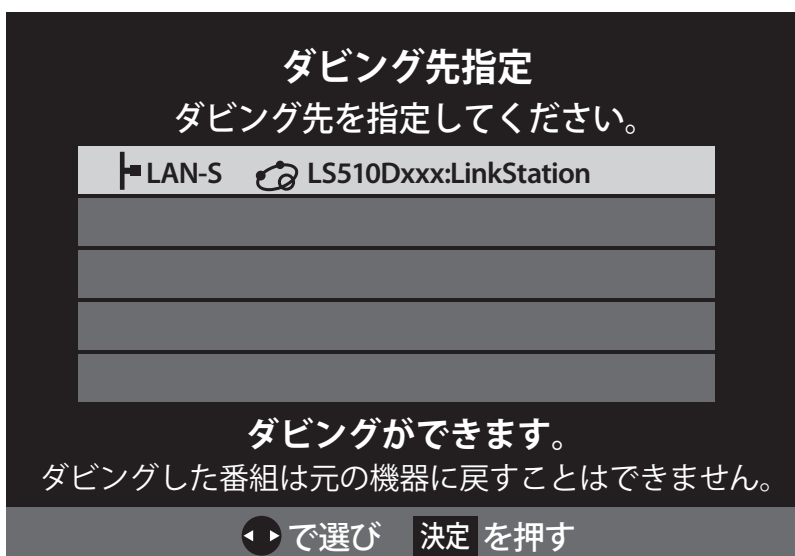 ダビング先指定
ダビング先を指定してください。
LAN-S LS510Dxxx:LinkStation
ダビングができます。
ダビングした番組は元の機器に戻すことはできません。
で選び 決定 を押す